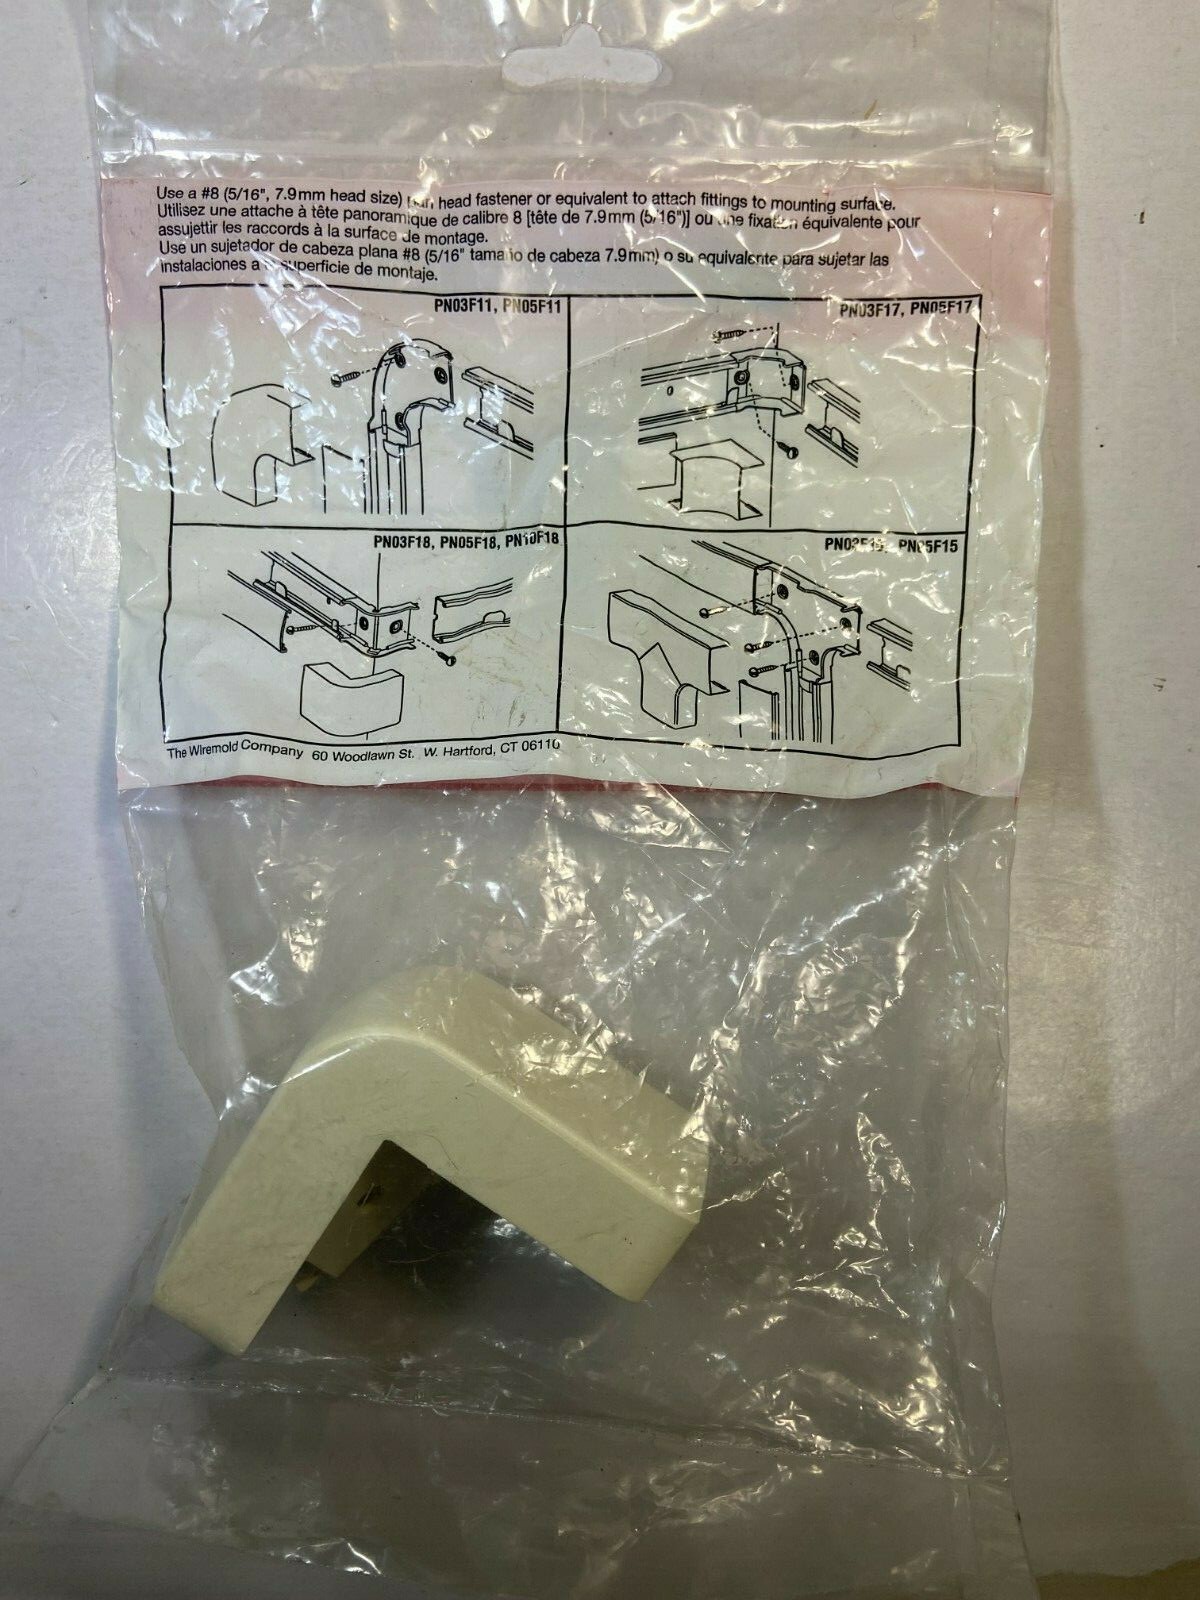 Use a #8 (5/16", 7.9mm head size) head fastener or equivalent to attach fittings to mounting surface.
Utilisez une attache à tête panoramique de calibre 8 [tête de 7.9mm (5/16")] ou une fixation équivalente pour
assujettir les raccords à la surface de montage.
Use un sujetador de cabeza plana #8 (5/16" tamaño de cabeza 7.9mm) o su equivalente para sujetar las
instalaciones a superficie de montaje.
PN03F11, PN05F11
PN03F17, PN05F17
PN03F18, PN05F18, PN10F18
PN05F15
The Wiremold Company 60 Woodlawn St. W. Hartford, CT 06110